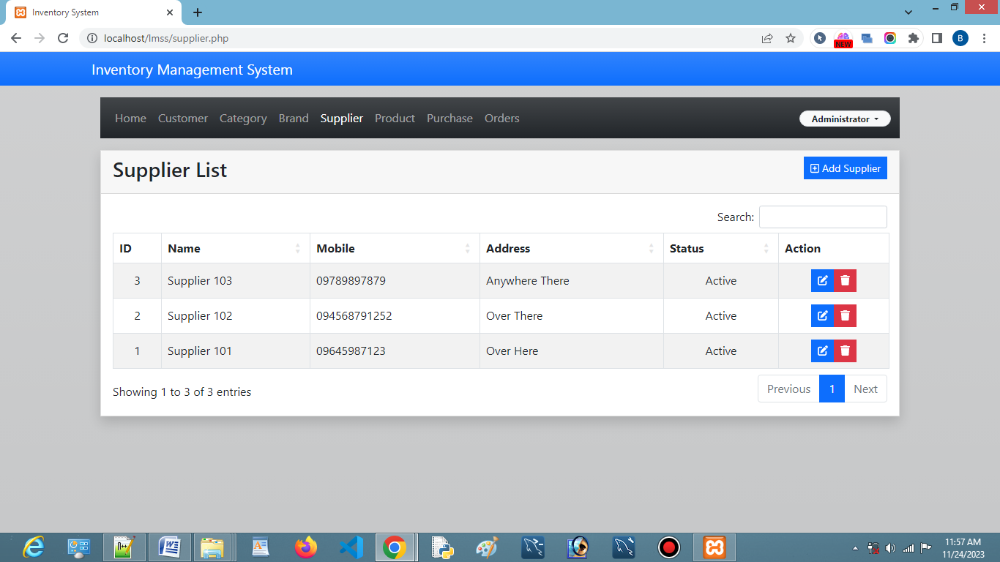 Inventory System
localhost/lmss/supplier.php
NEW
B
Inventory Management System
Home Customer Category Brand Supplier Product Purchase Orders Administrator
Supplier List
Add Supplier
Search:
ID Name Mobile Address Status Action
3 Supplier 103 09789897879 Anywhere There Active
2 Supplier 102 094568791252 Over There Active
1 Supplier 101 09645987123 Over Here Active
Showing 1 to 3 of 3 entries
Previous 1 Next
11:57 AM
11/24/2023